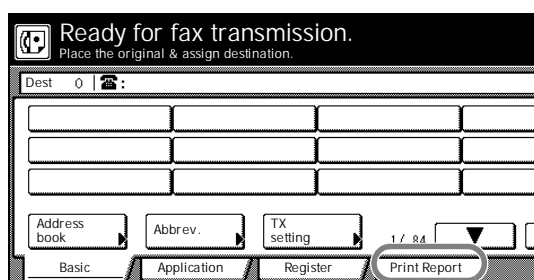 Ready for fax transmission.
Place the original & assign destination.
Dest 0 ☎:
Address book
Abbrev.
TX setting
1/ 84
Basic
Application
Register
Print Report